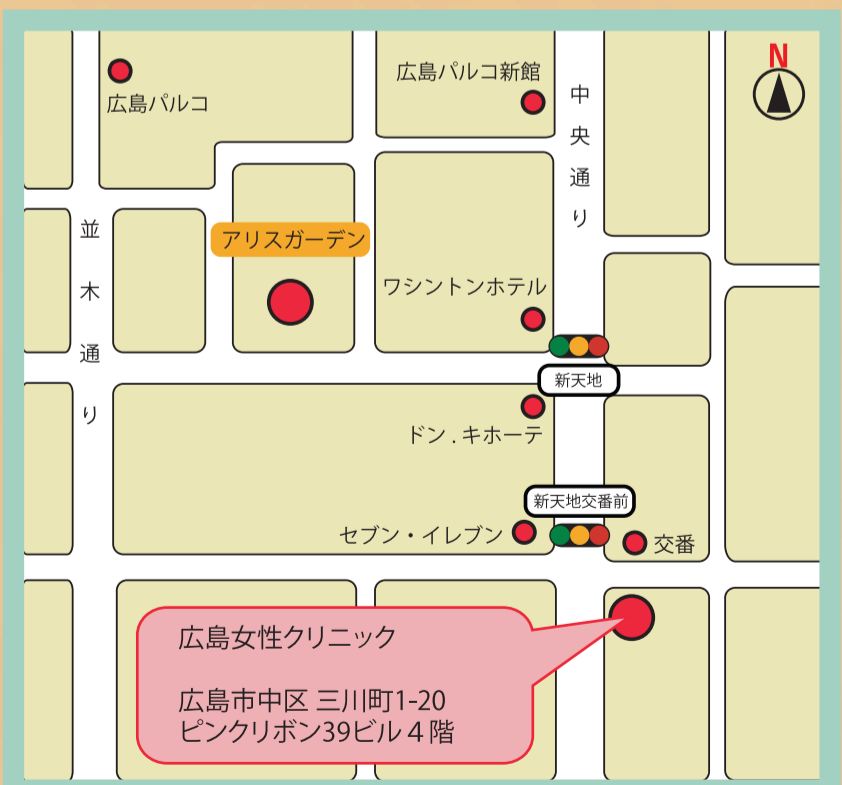 N
広島パルコ新館
広島パルコ
中央通り
並木通り
アリスガーデン
ワシントンホテル
新天地
ドン．キホーテ
新天地交番前
セブン・イレブン
交番
広島女性クリニック
広島市中区 三川町1-20
ピンクリボン39ビル４階